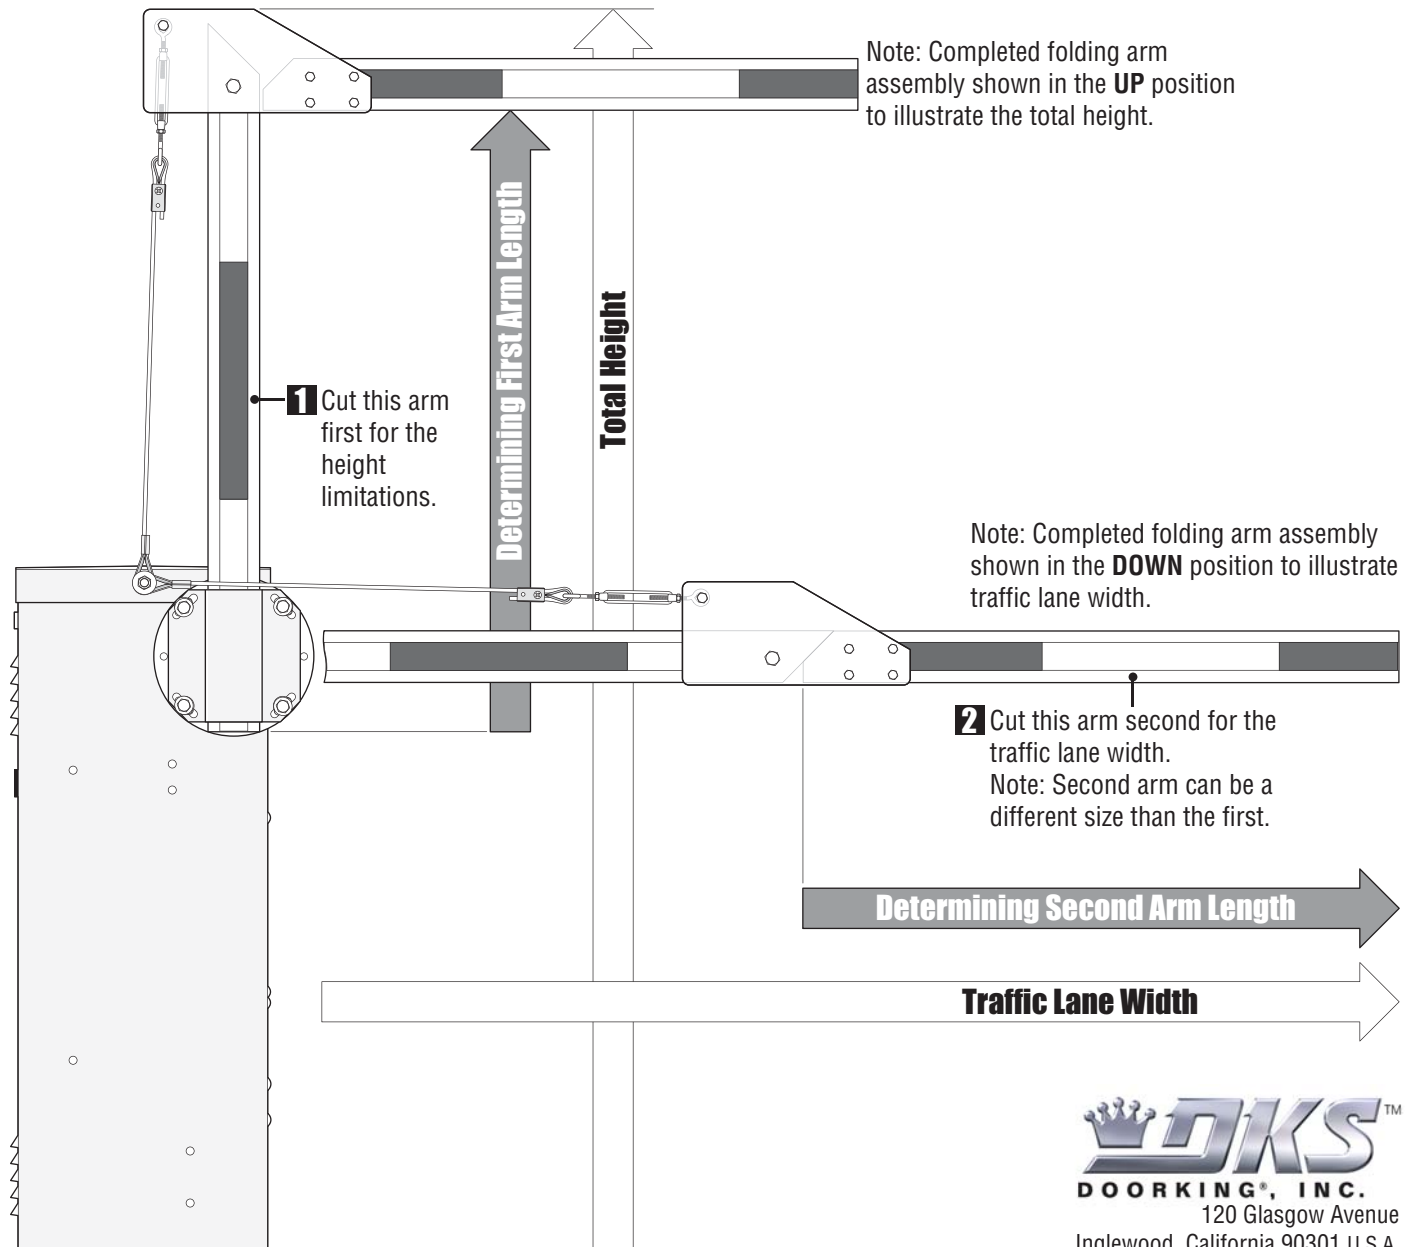 Note: Completed folding arm
assembly shown in the UP position
to illustrate the total height.
Determining First Arm Length
Total Height
1 Cut this arm
first for the
height
limitations.
Note: Completed folding arm assembly
shown in the DOWN position to illustrate
traffic lane width.
2 Cut this arm second for the
traffic lane width.
Note: Second arm can be a
different size than the first.
Determining Second Arm Length
Traffic Lane Width
DKS™
DOORKING®, INC.
120 Glasgow Avenue
Inglewood, California 90301 U.S.A.